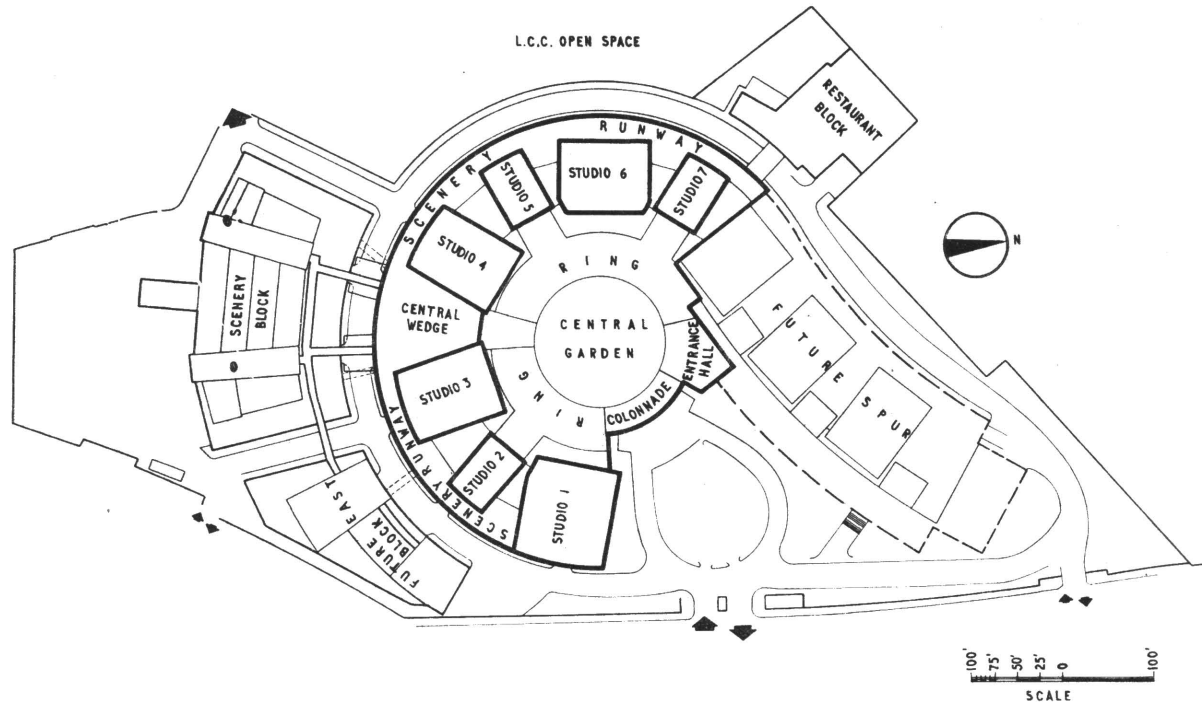 L.C.C. OPEN SPACE
RESTAURANT
BLOCK
SCENERY RUNWAY
STUDIO 5
STUDIO 6
STUDIO 7
N
STUDIO 4
RING
SCENERY
BLOCK
CENTRAL
WEDGE
CENTRAL
GARDEN
ENTRANCE
HALL
FUTURE SPUR
STUDIO 3
RING
COLONNADE
SCENERY RUNWAY
STUDIO 2
STUDIO 1
FUTURE EAST
BLOCK
100' 75' 50' 25' 0 100'
SCALE